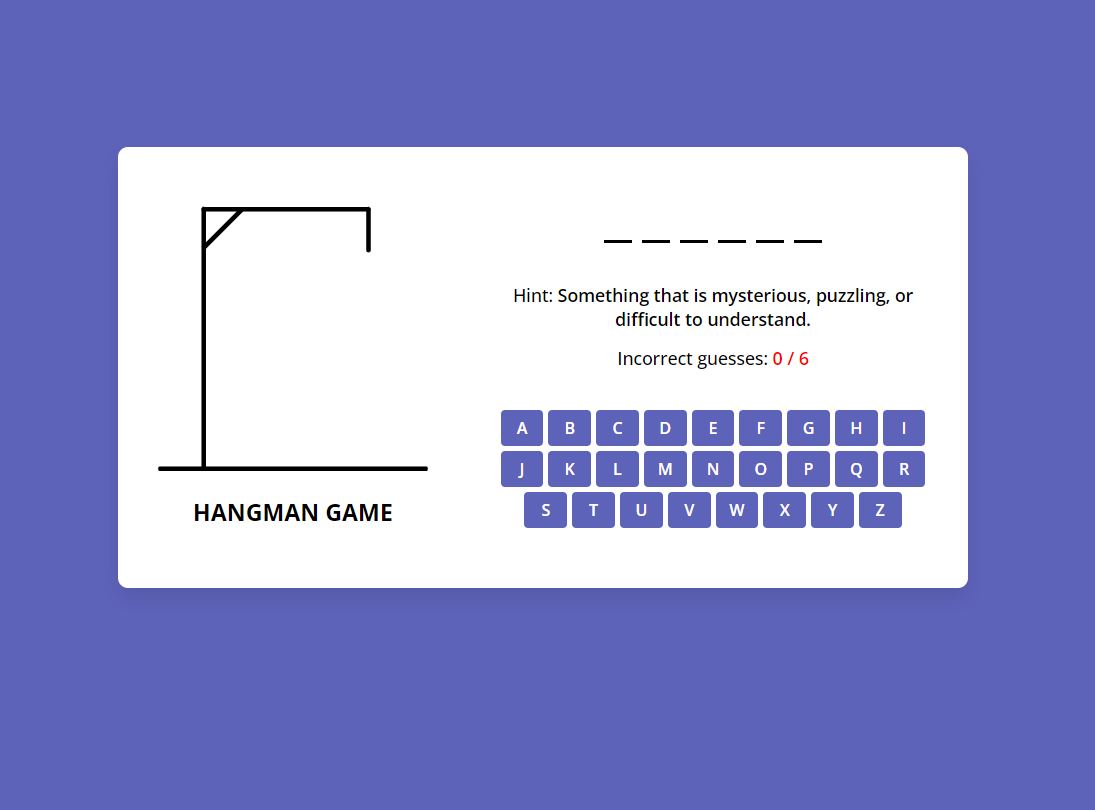 Hint: Something that is mysterious, puzzling, or
difficult to understand.
Incorrect guesses: 0 / 6
A B C D E F G H I
J K L M N O P Q R
S T U V W X Y Z
HANGMAN GAME